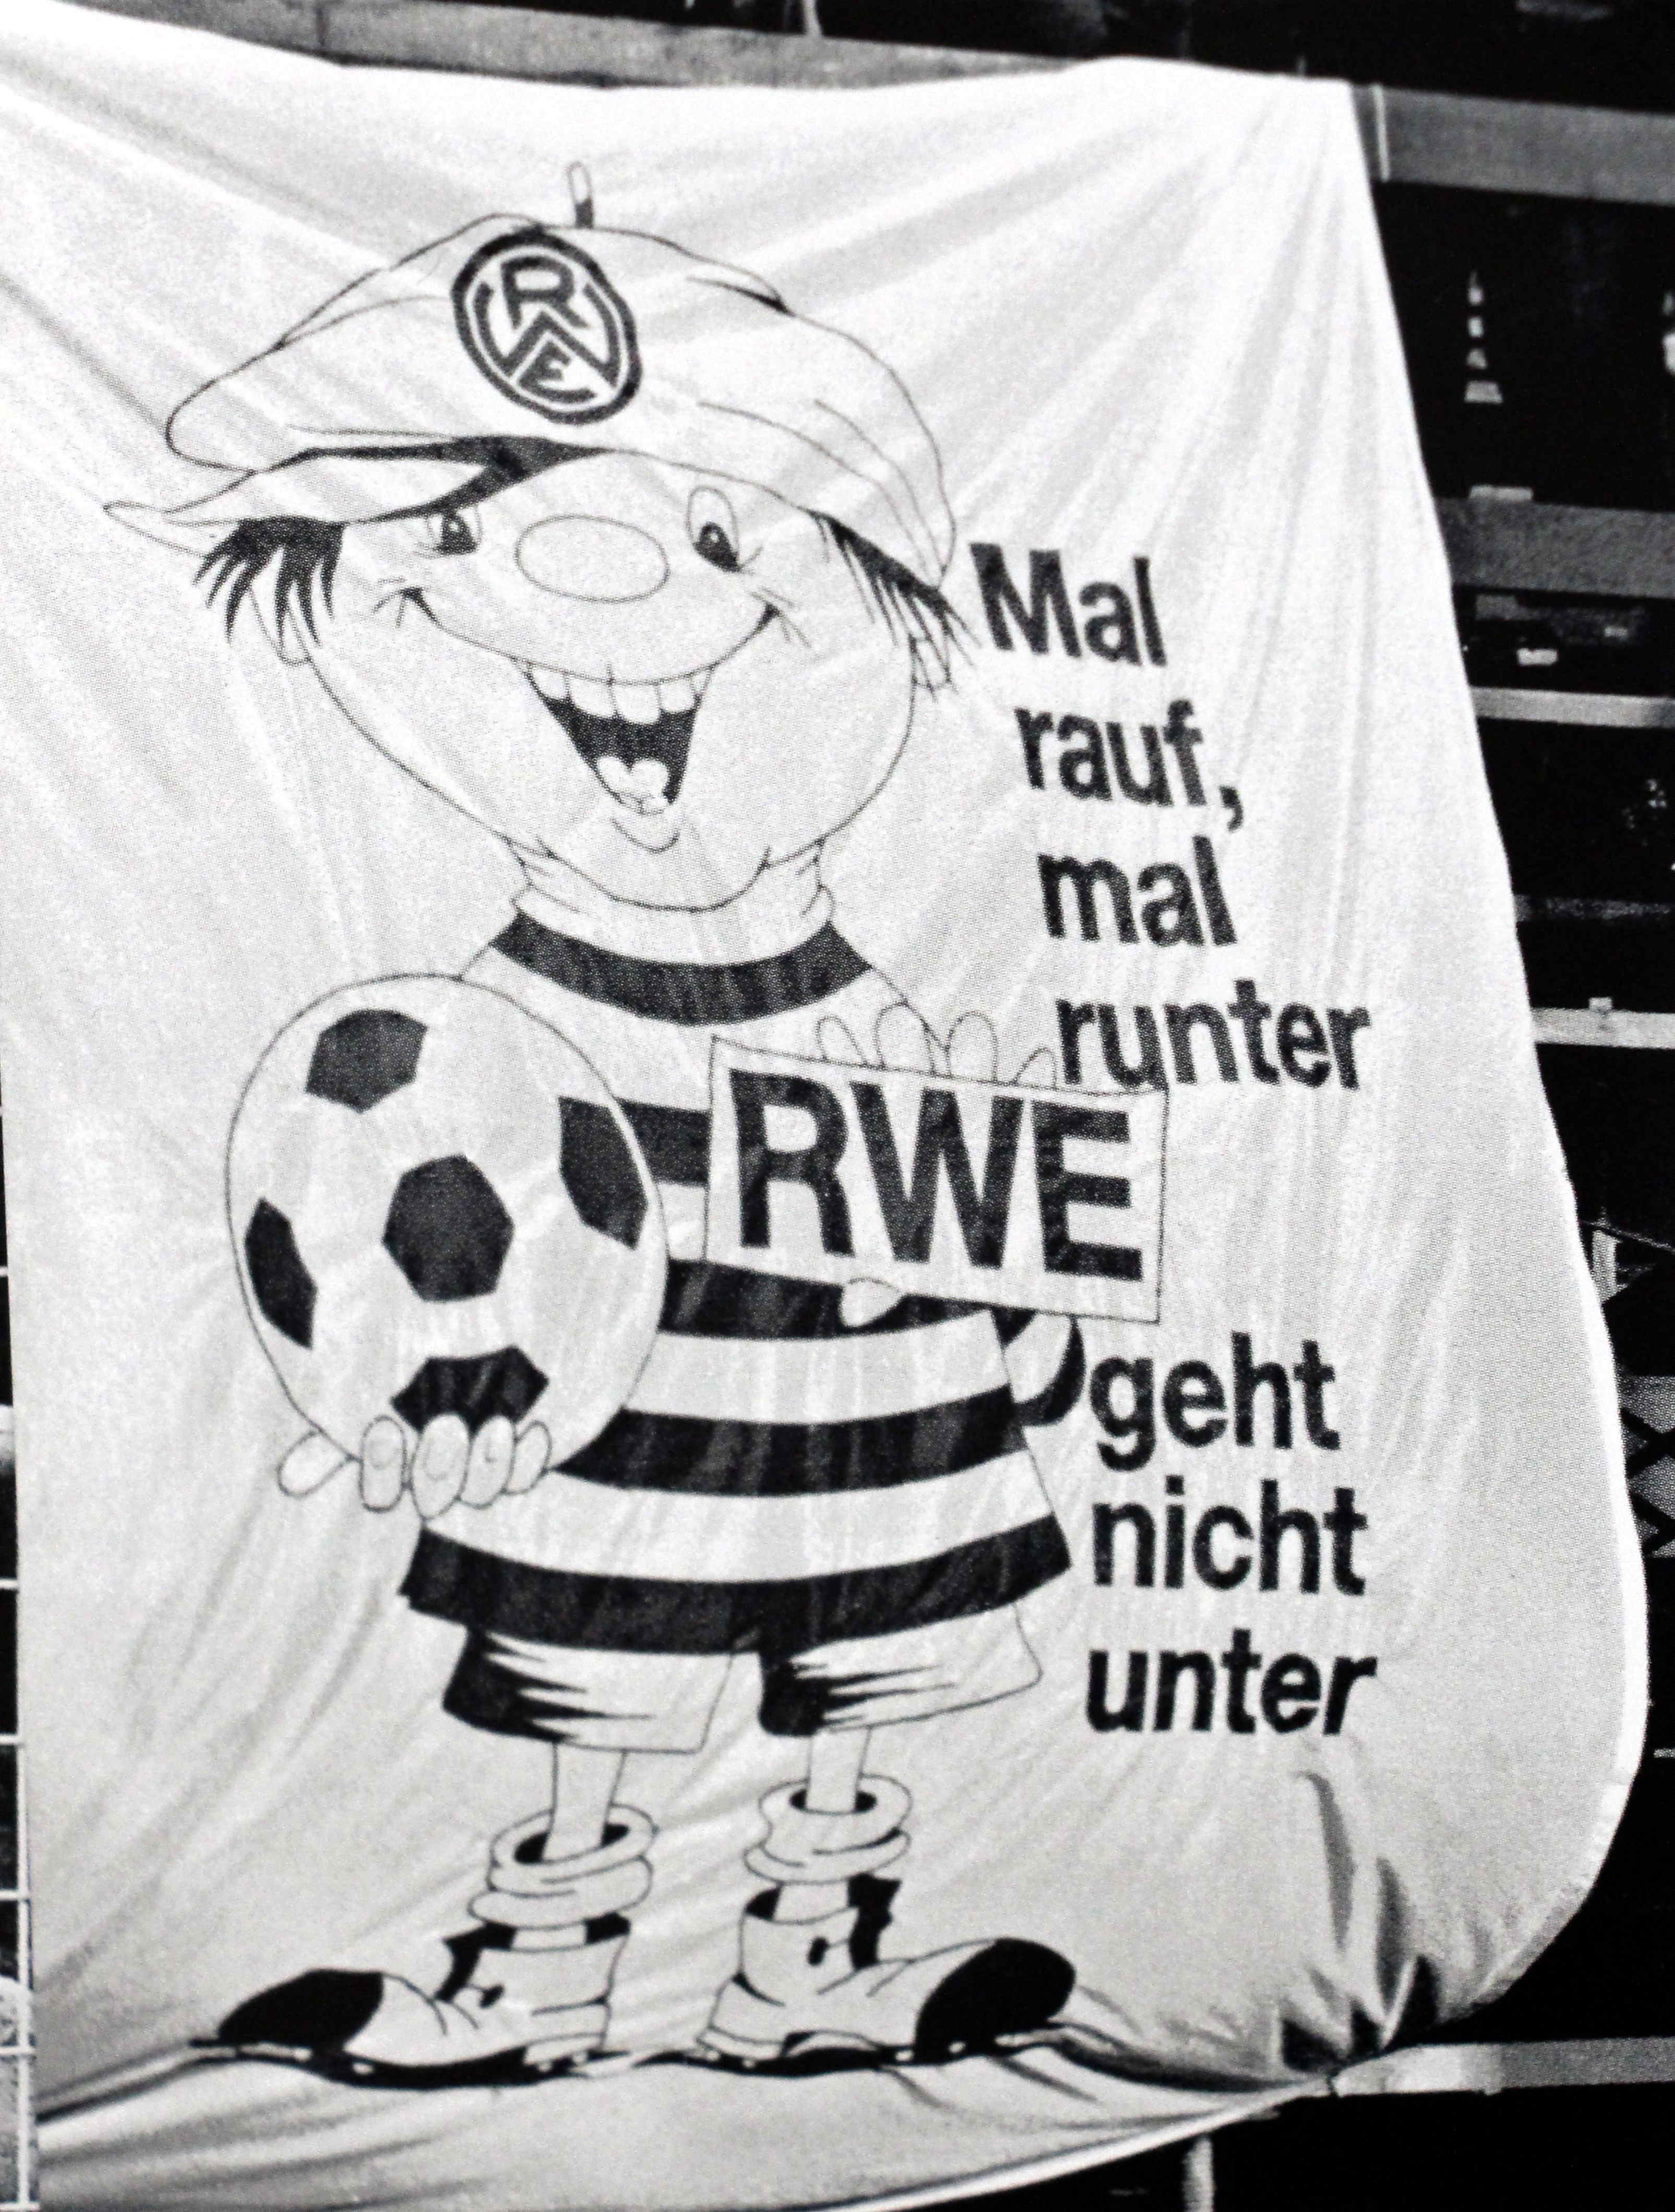 RWE
Mal
rauf,
mal
runter
RWE
geht
nicht
unter